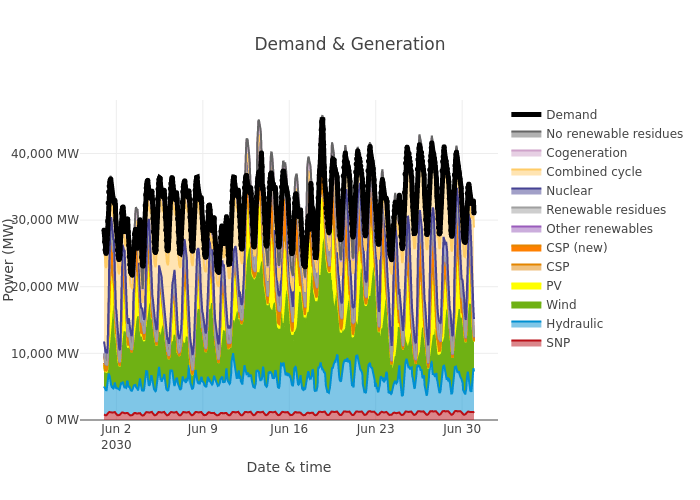 Demand & Generation
Power (MW)
40,000 MW
30,000 MW
20,000 MW
10,000 MW
0 MW
Jun 2
2030
Jun 9
Jun 16
Jun 23
Jun 30
Date & time
Demand
No renewable residues
Cogeneration
Combined cycle
Nuclear
Renewable residues
Other renewables
CSP (new)
CSP
PV
Wind
Hydraulic
SNP